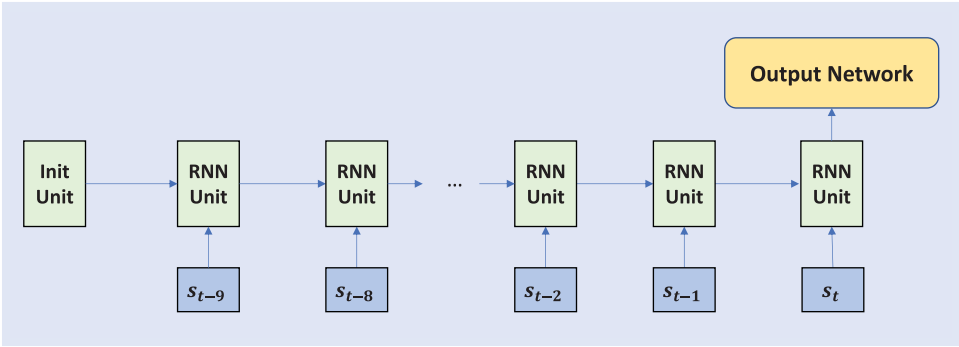 Output Network
Init
Unit
RNN
Unit
RNN
Unit
...
RNN
Unit
RNN
Unit
RNN
Unit
s_{t-9}
s_{t-8}
s_{t-2}
s_{t-1}
s_t